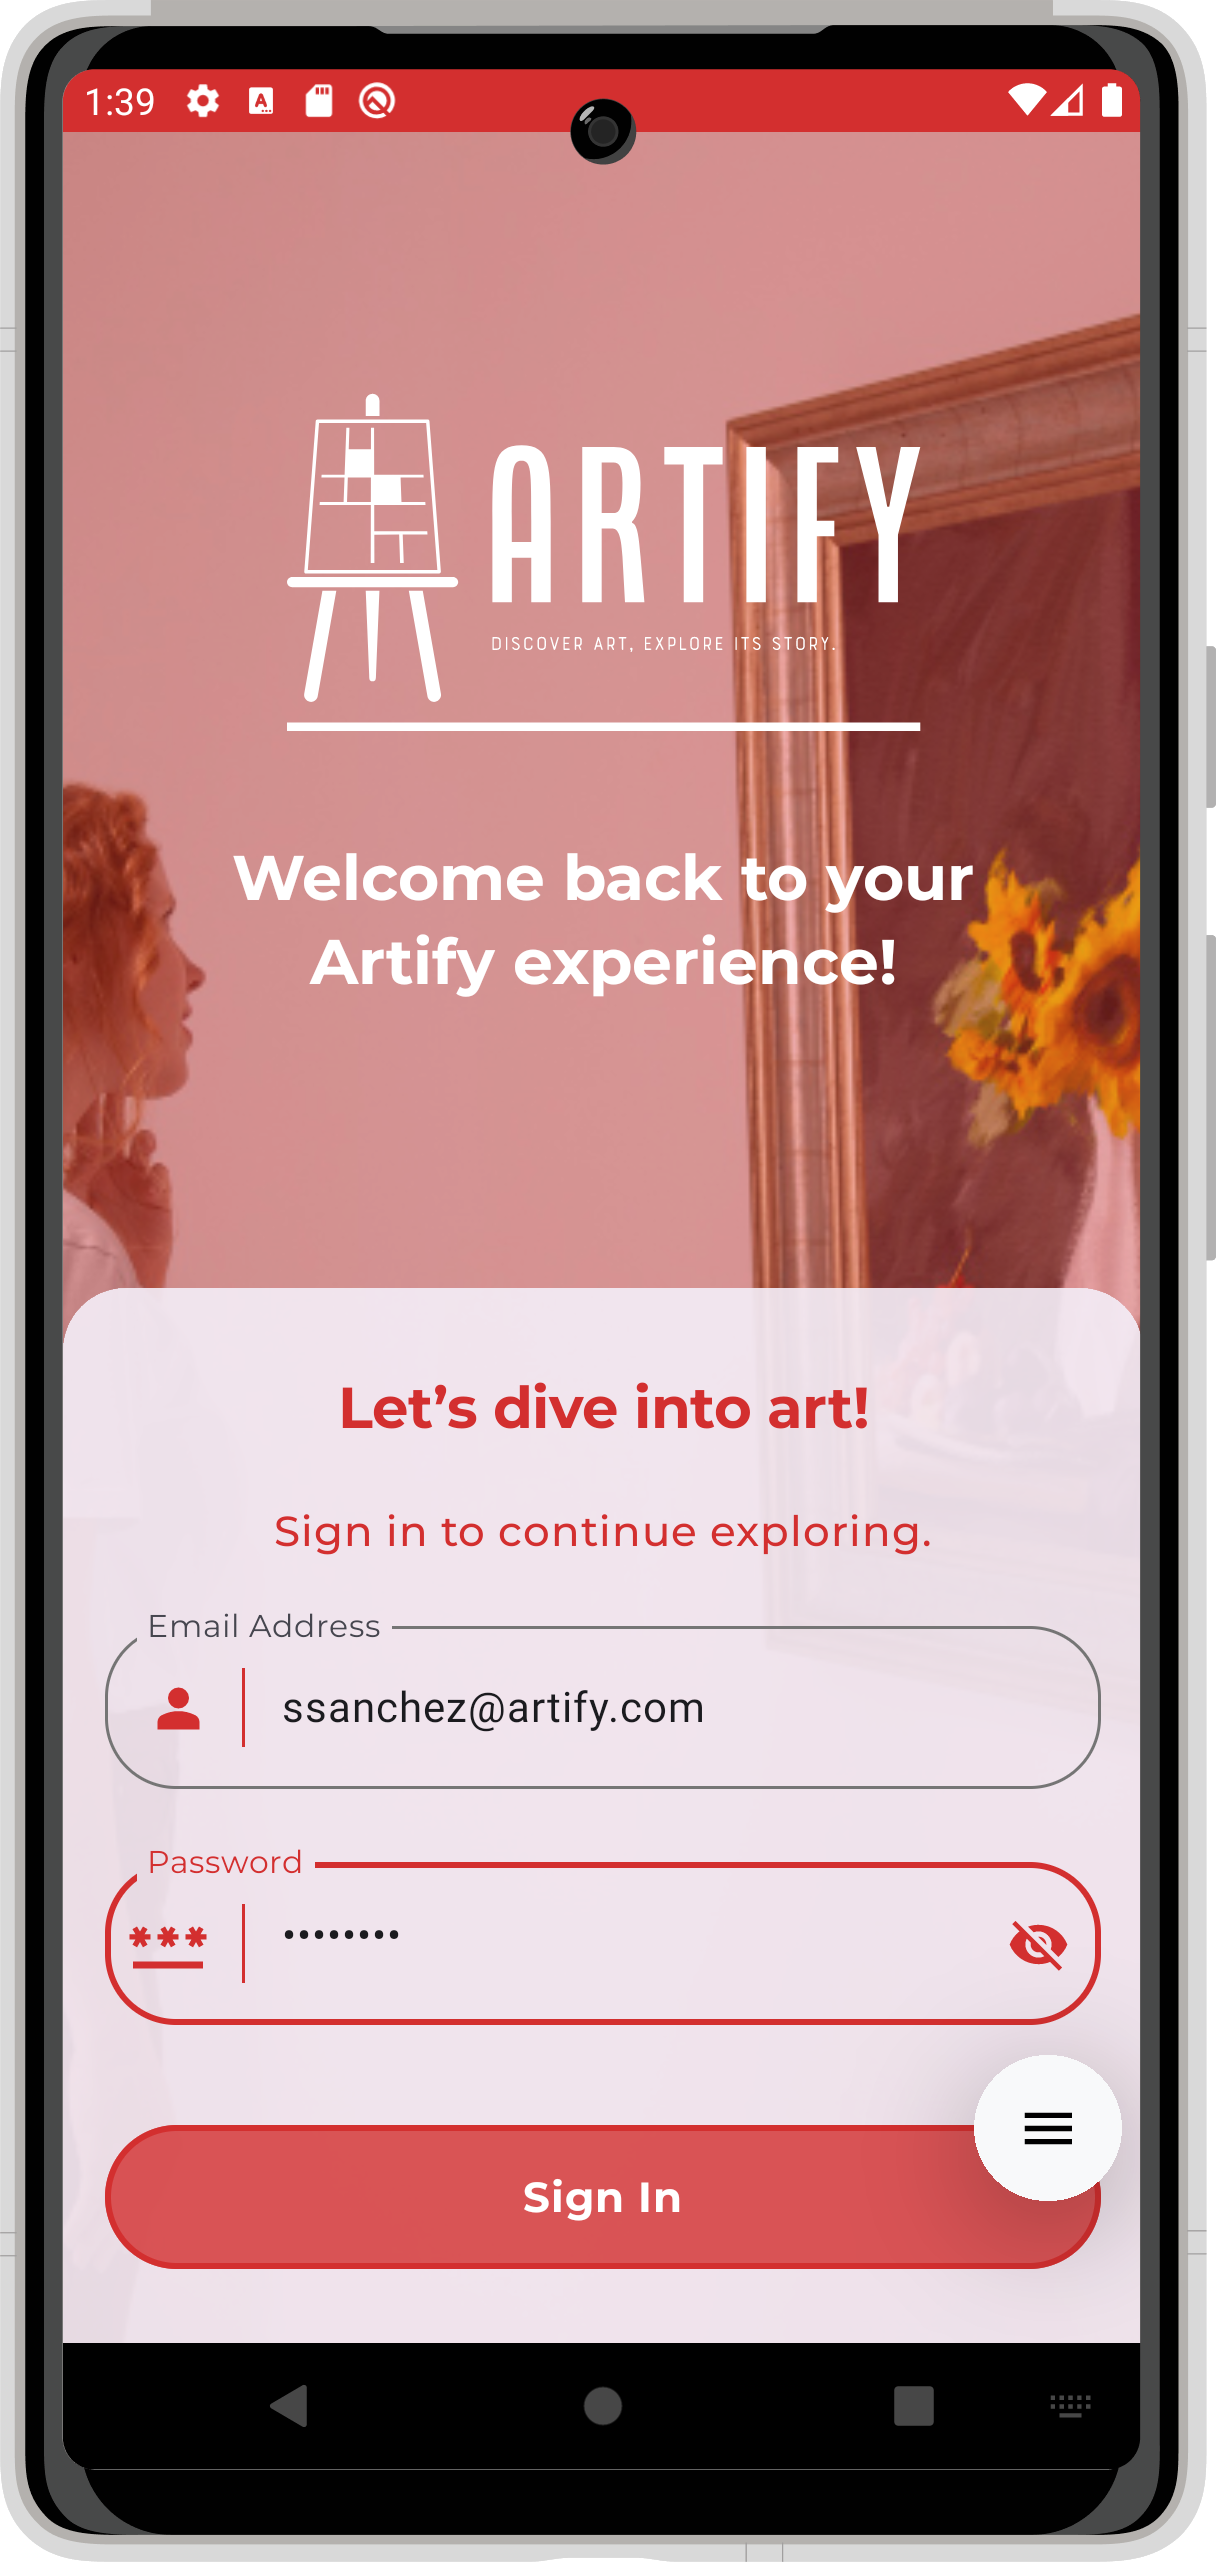 1:39
ARTIFY
DISCOVER ART, EXPLORE ITS STORY.
Welcome back to your
Artify experience!
Let’s dive into art!
Sign in to continue exploring.
Email Address
ssanchez@artify.com
Password
••••••••
Sign In